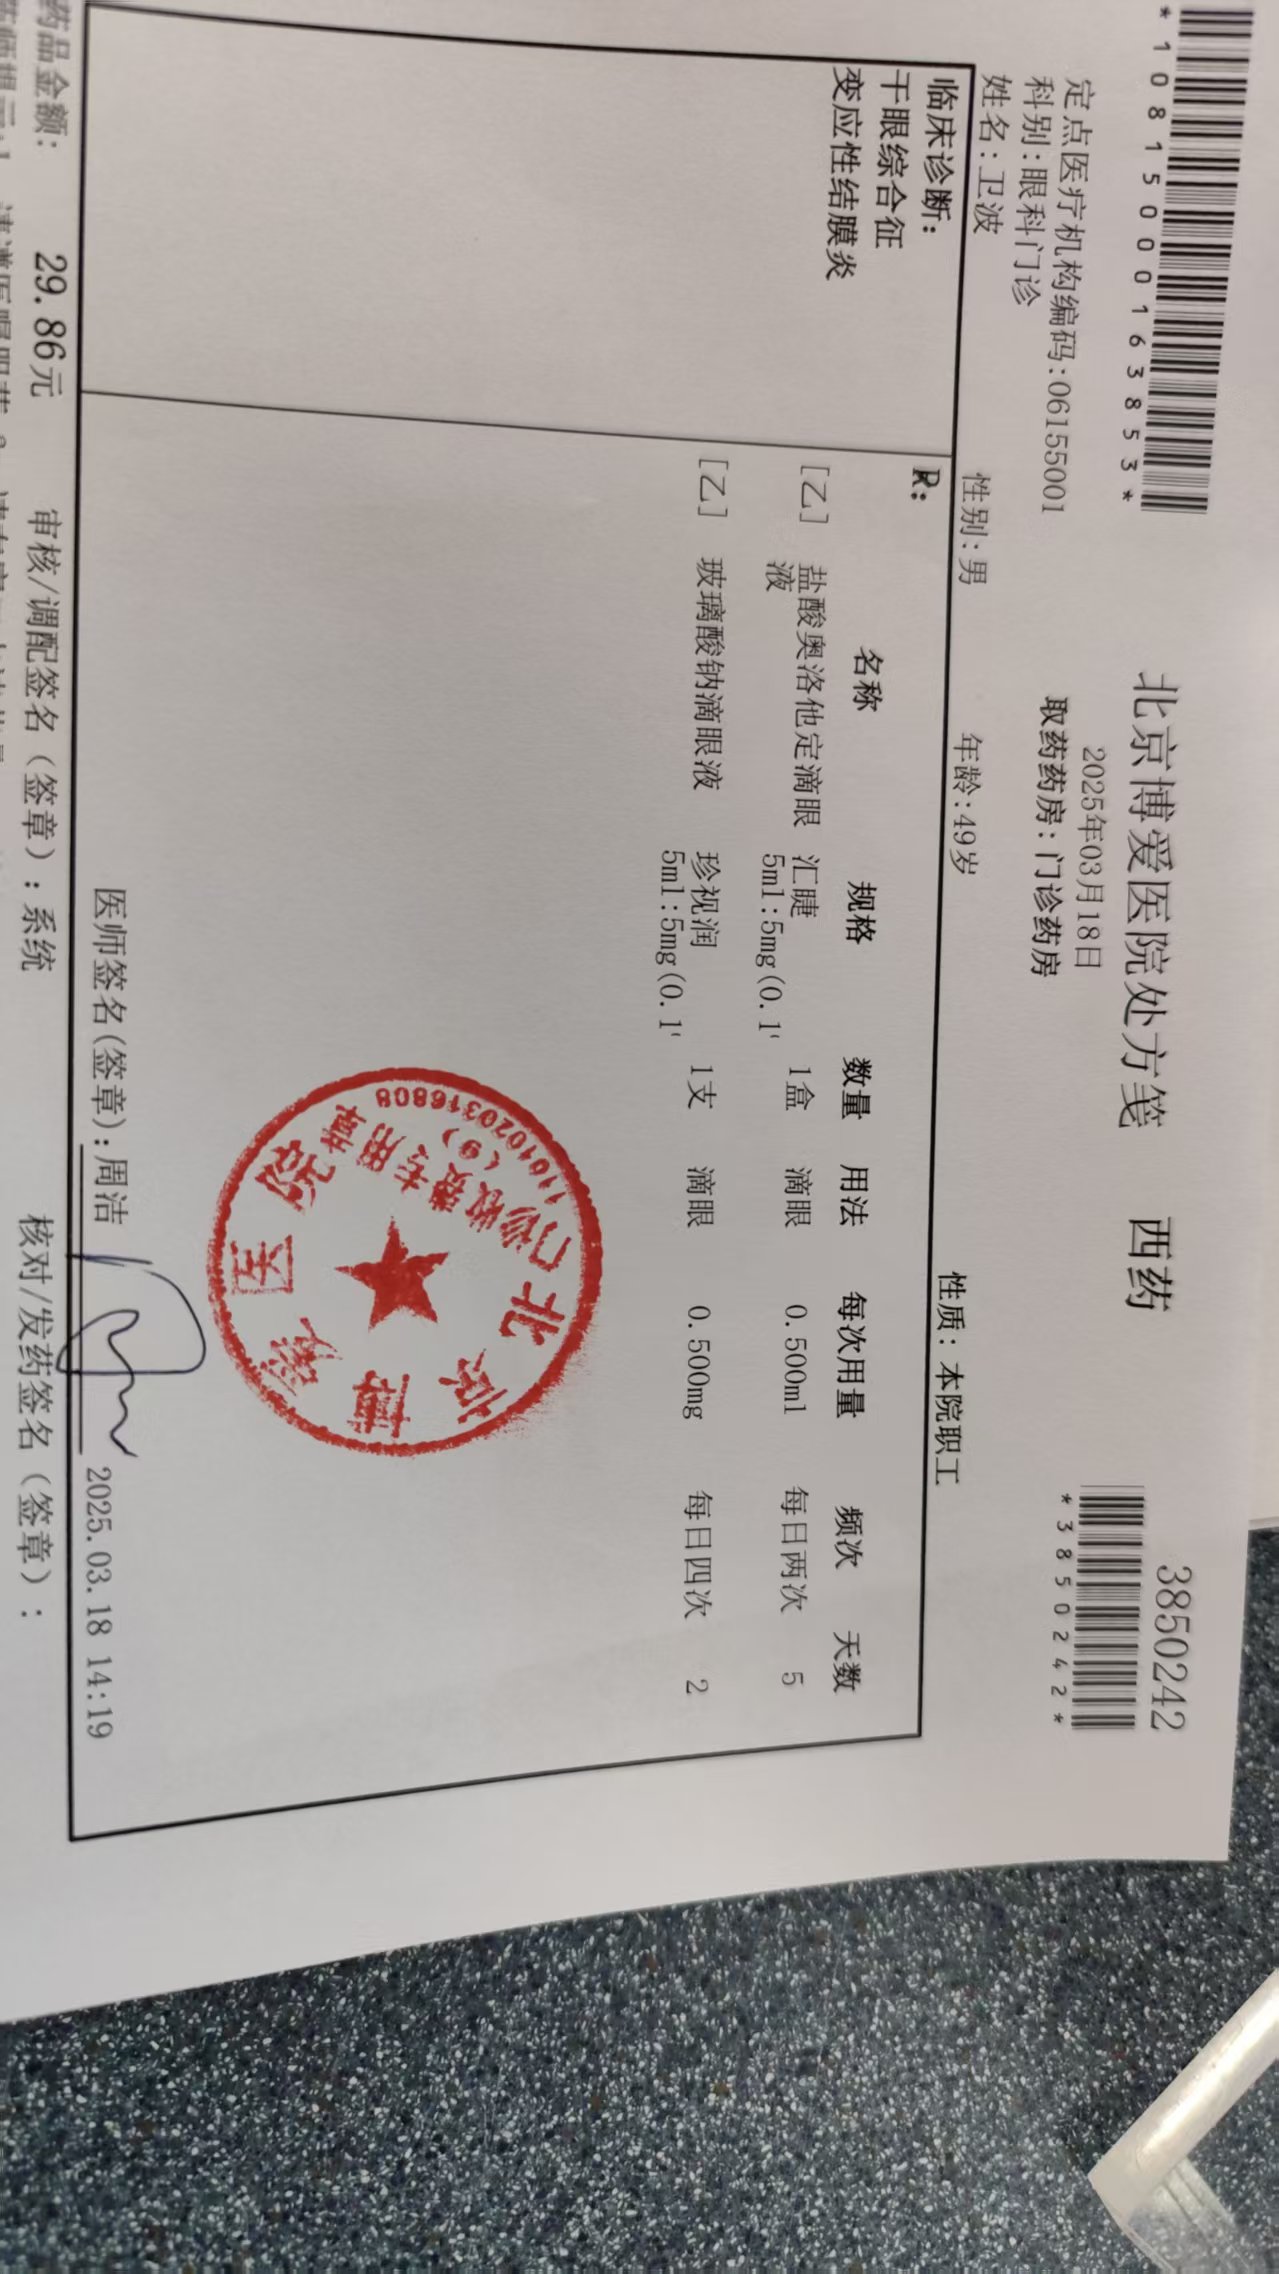 *1081500016 3853*
北京博爱医院处方笺 西药
3850242
*3850242*
定点医疗机构编码:06155001
2025年03月18日
科别:眼科门诊
取药药房:门诊药房
姓名:卫波 性别:男 年龄:49岁 性质:本院职工
临床诊断:
干眼综合征
变应性结膜炎
R:
名称 规格 数量 用法 每次用量 频次 天数
[乙] 盐酸奥洛他定滴眼 汇睫 1盒 滴眼 0.500ml 每日两次 5
液 5ml:5mg(0.1
[乙] 玻璃酸钠滴眼液 珍视润 1支 滴眼 0.500mg 每日四次 2
5ml:5mg(0.1
北京博爱医院
门诊收费专用章
(9)
1101020316808
医师签名(签章):周洁 2025.03.18 14:19
药品金额: 29.86元 审核/调配签名(签章):系统 核对/发药签名(签章):